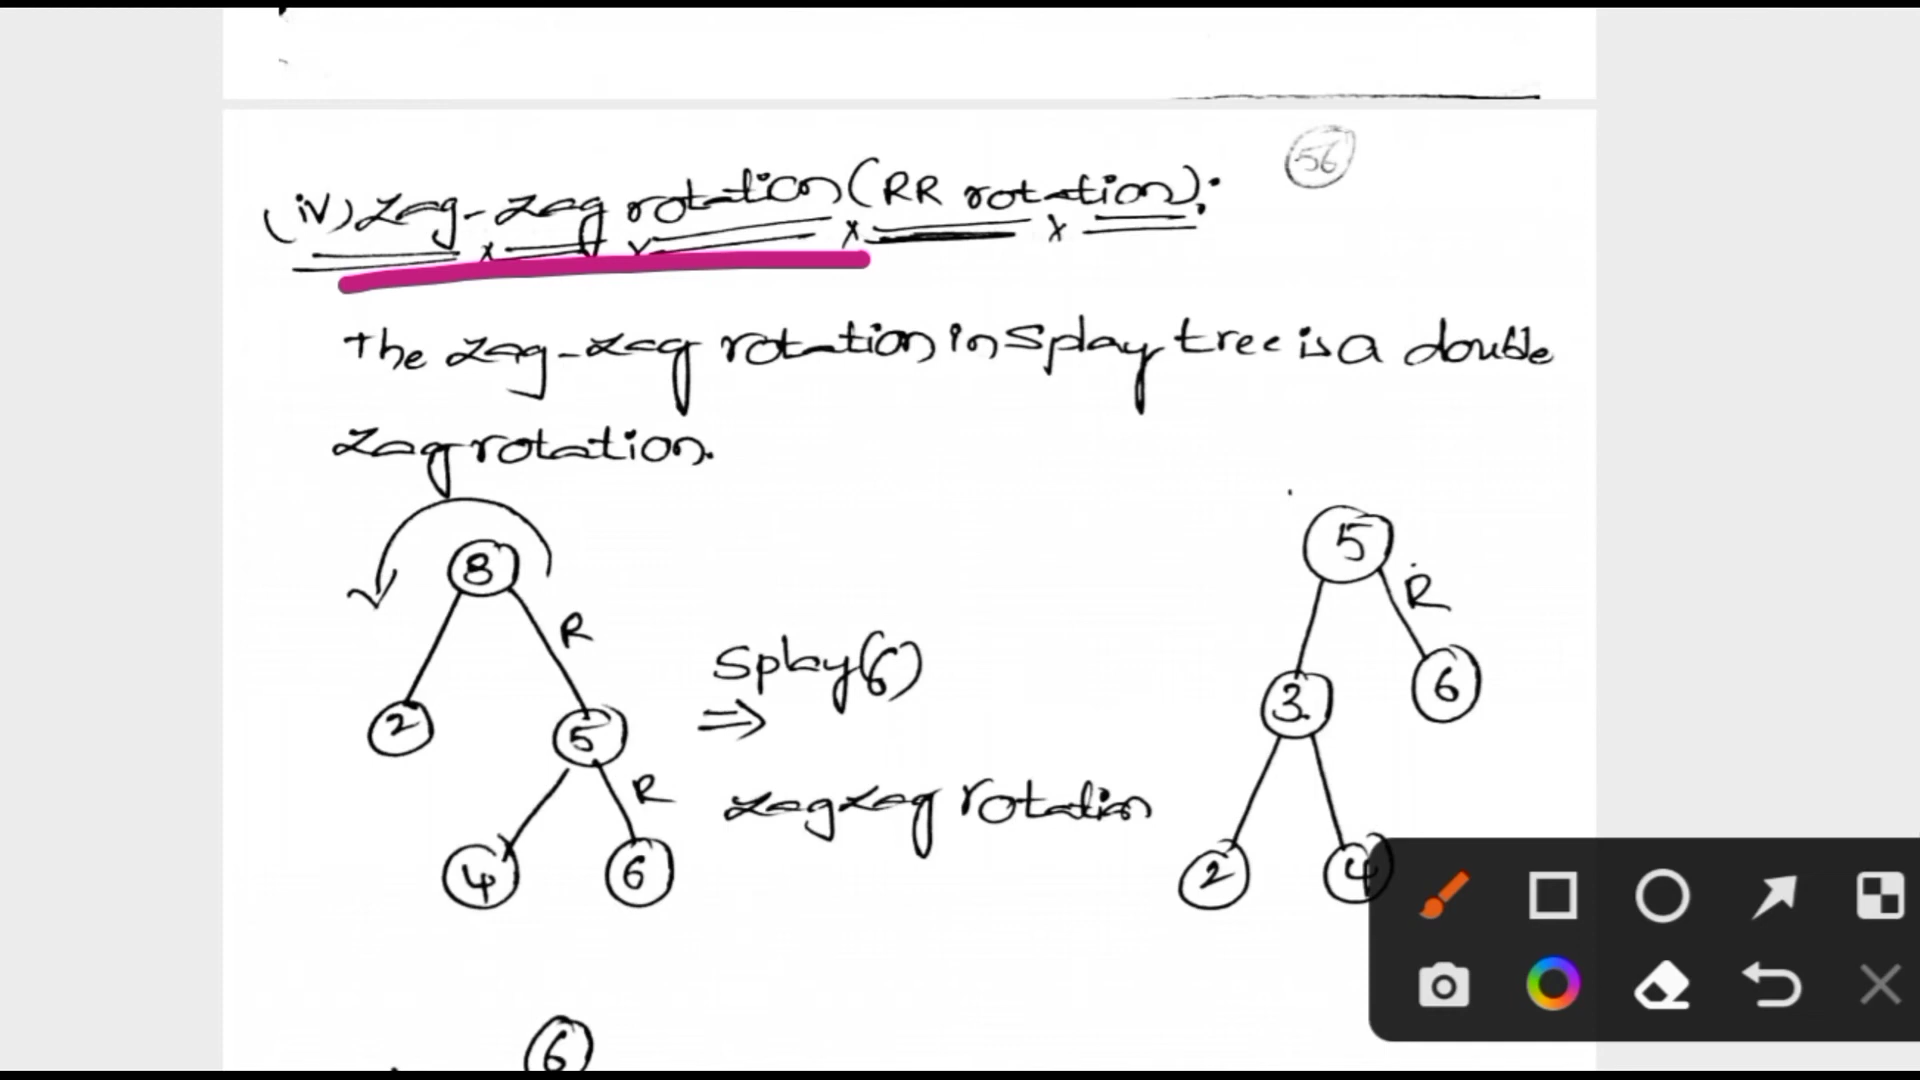 56
(iv) Zag-Zag rotation (RR rotation):
The Zag-Zag rotation in Splay tree is a double
Zag rotation.
8
R
2
5
R
4
6
Splay(6)
⇒
Zag Zag rotation
5
R
3
6
2
4
6